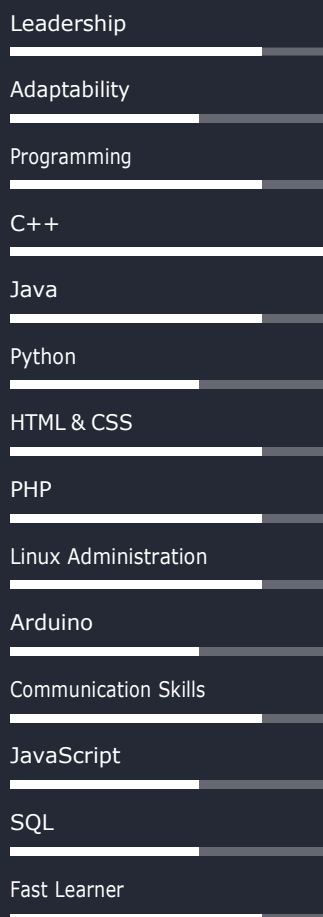 Leadership
Adaptability
Programming
C++
Java
Python
HTML & CSS
PHP
Linux Administration
Arduino
Communication Skills
JavaScript
SQL
Fast Learner